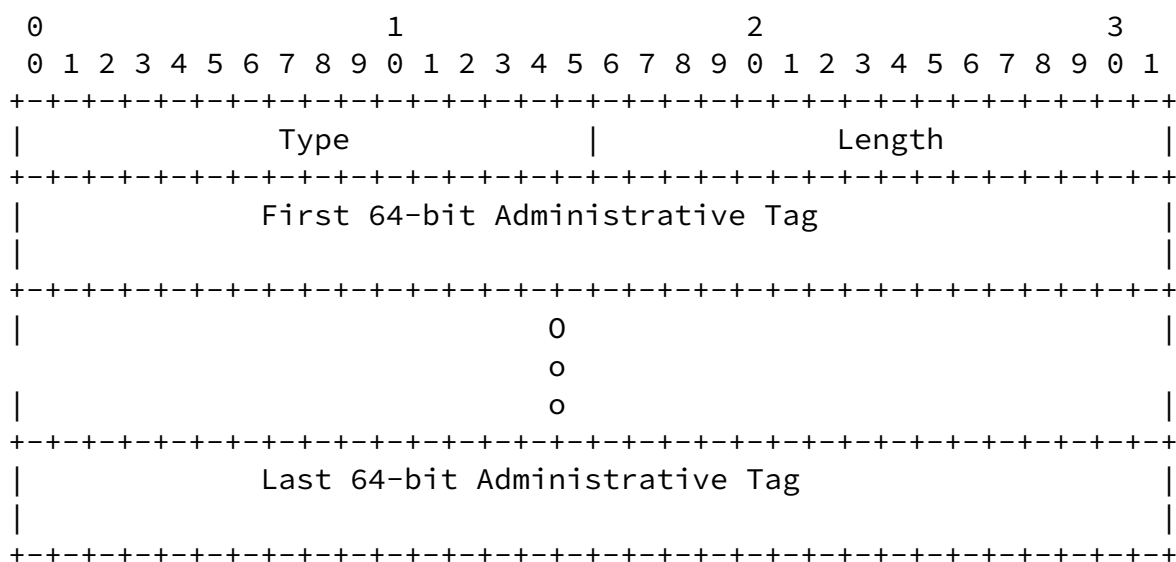 0                   1                   2                   3
 0 1 2 3 4 5 6 7 8 9 0 1 2 3 4 5 6 7 8 9 0 1 2 3 4 5 6 7 8 9 0 1
+-+-+-+-+-+-+-+-+-+-+-+-+-+-+-+-+-+-+-+-+-+-+-+-+-+-+-+-+-+-+-+-+
|              Type             |             Length            |
+-+-+-+-+-+-+-+-+-+-+-+-+-+-+-+-+-+-+-+-+-+-+-+-+-+-+-+-+-+-+-+-+
|             First 64-bit Administrative Tag                   |
|                                                               |
+-+-+-+-+-+-+-+-+-+-+-+-+-+-+-+-+-+-+-+-+-+-+-+-+-+-+-+-+-+-+-+-+
|                             O                                 |
                              o
|                             o                                 |
+-+-+-+-+-+-+-+-+-+-+-+-+-+-+-+-+-+-+-+-+-+-+-+-+-+-+-+-+-+-+-+-+
|             Last 64-bit Administrative Tag                    |
|                                                               |
+-+-+-+-+-+-+-+-+-+-+-+-+-+-+-+-+-+-+-+-+-+-+-+-+-+-+-+-+-+-+-+-+